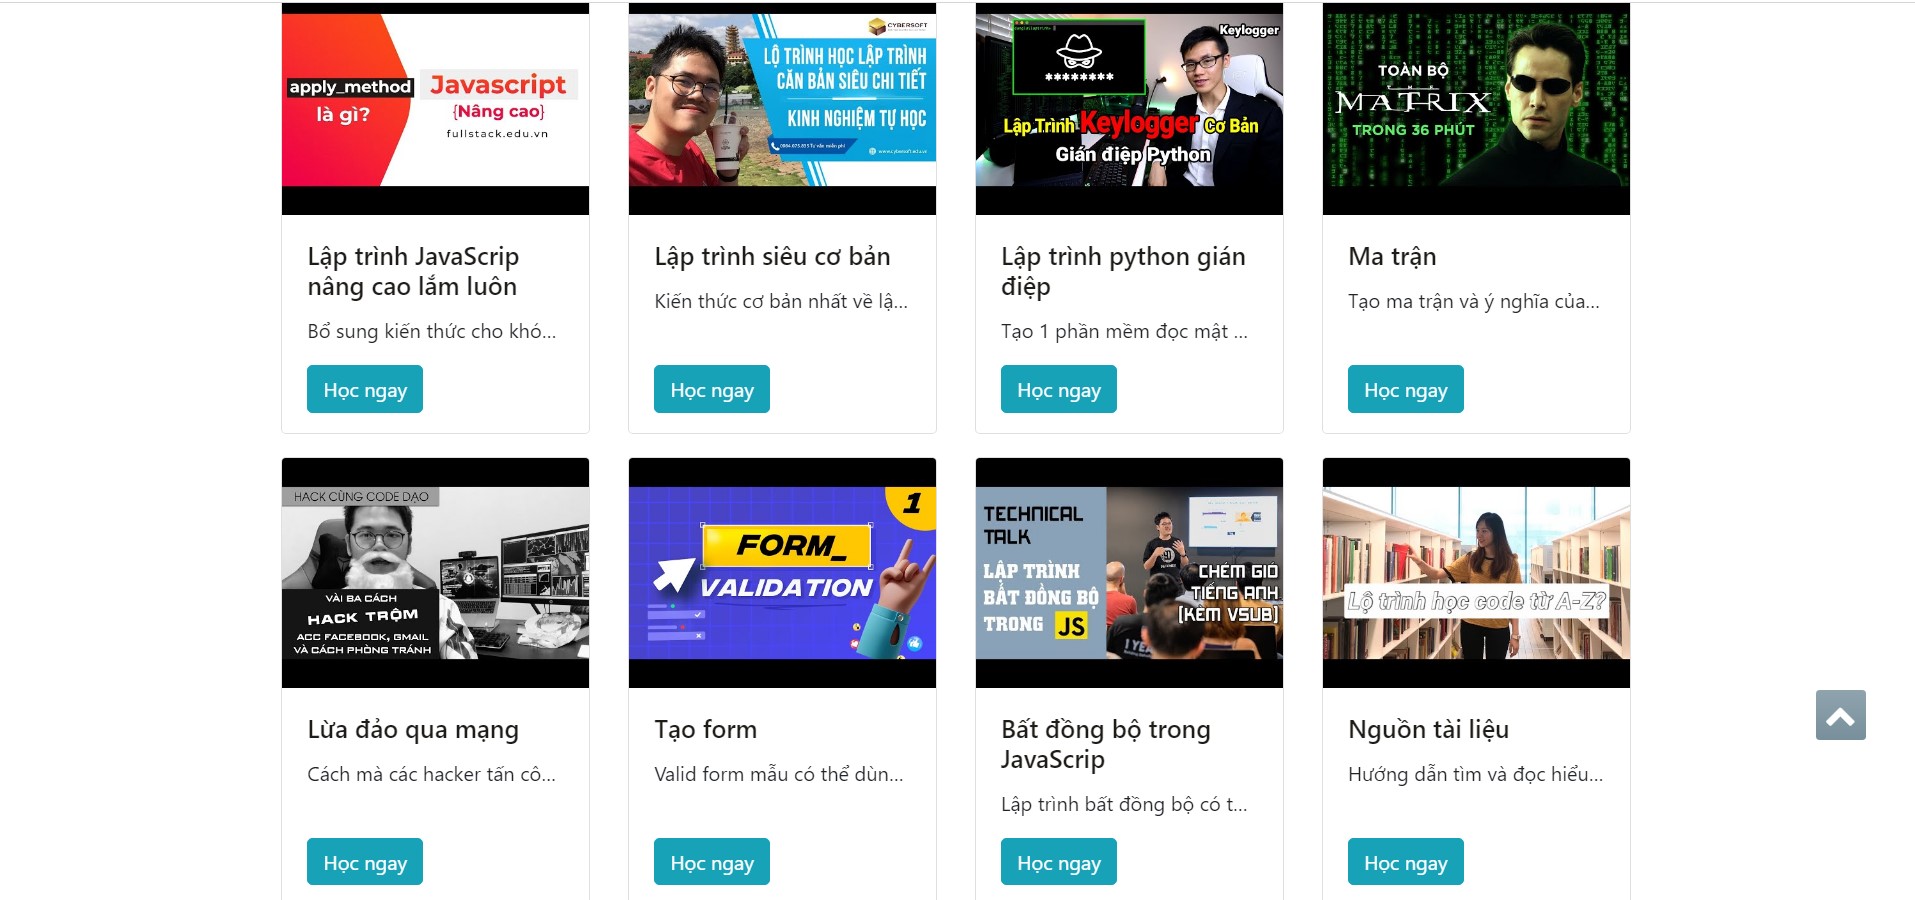 apply_method
là gì?
Javascript
{Nâng cao}
fullstack.edu.vn
Lập trình JavaScrip
nâng cao lắm luôn
Bổ sung kiến thức cho khó...
Học ngay
CYBERSOFT
LỘ TRÌNH HỌC LẬP TRÌNH
CĂN BẢN SIÊU CHI TIẾT
KINH NGHIỆM TỰ HỌC
www.cybersoft.edu.vn
Lập trình siêu cơ bản
Kiến thức cơ bản nhất về lậ...
Học ngay
Keylogger
********
Lập Trình Keylogger Cơ Bản
Gián điệp Python
Lập trình python gián
điệp
Tạo 1 phần mềm đọc mật ...
Học ngay
TOÀN BỘ
THE
MATRIX
TRONG 36 PHÚT
Ma trận
Tạo ma trận và ý nghĩa của...
Học ngay
HACK CÙNG CODE DẠO
VÀI BA CÁCH
HACK TRỘM
ACC FACEBOOK, GMAIL
VÀ CÁCH PHÒNG TRÁNH
Lừa đảo qua mạng
Cách mà các hacker tấn cô...
Học ngay
1
FORM_
VALIDATION
Tạo form
Valid form mẫu có thể dùn...
Học ngay
TECHNICAL
TALK
LẬP TRÌNH
BẤT ĐỒNG BỘ
TRONG JS
CHÉM GIÓ
TIẾNG ANH
(KÈM VSUB)
Bất đồng bộ trong
JavaScrip
Lập trình bất đồng bộ có t...
Học ngay
Lộ trình học code từ A-Z?
Nguồn tài liệu
Hướng dẫn tìm và đọc hiểu...
Học ngay